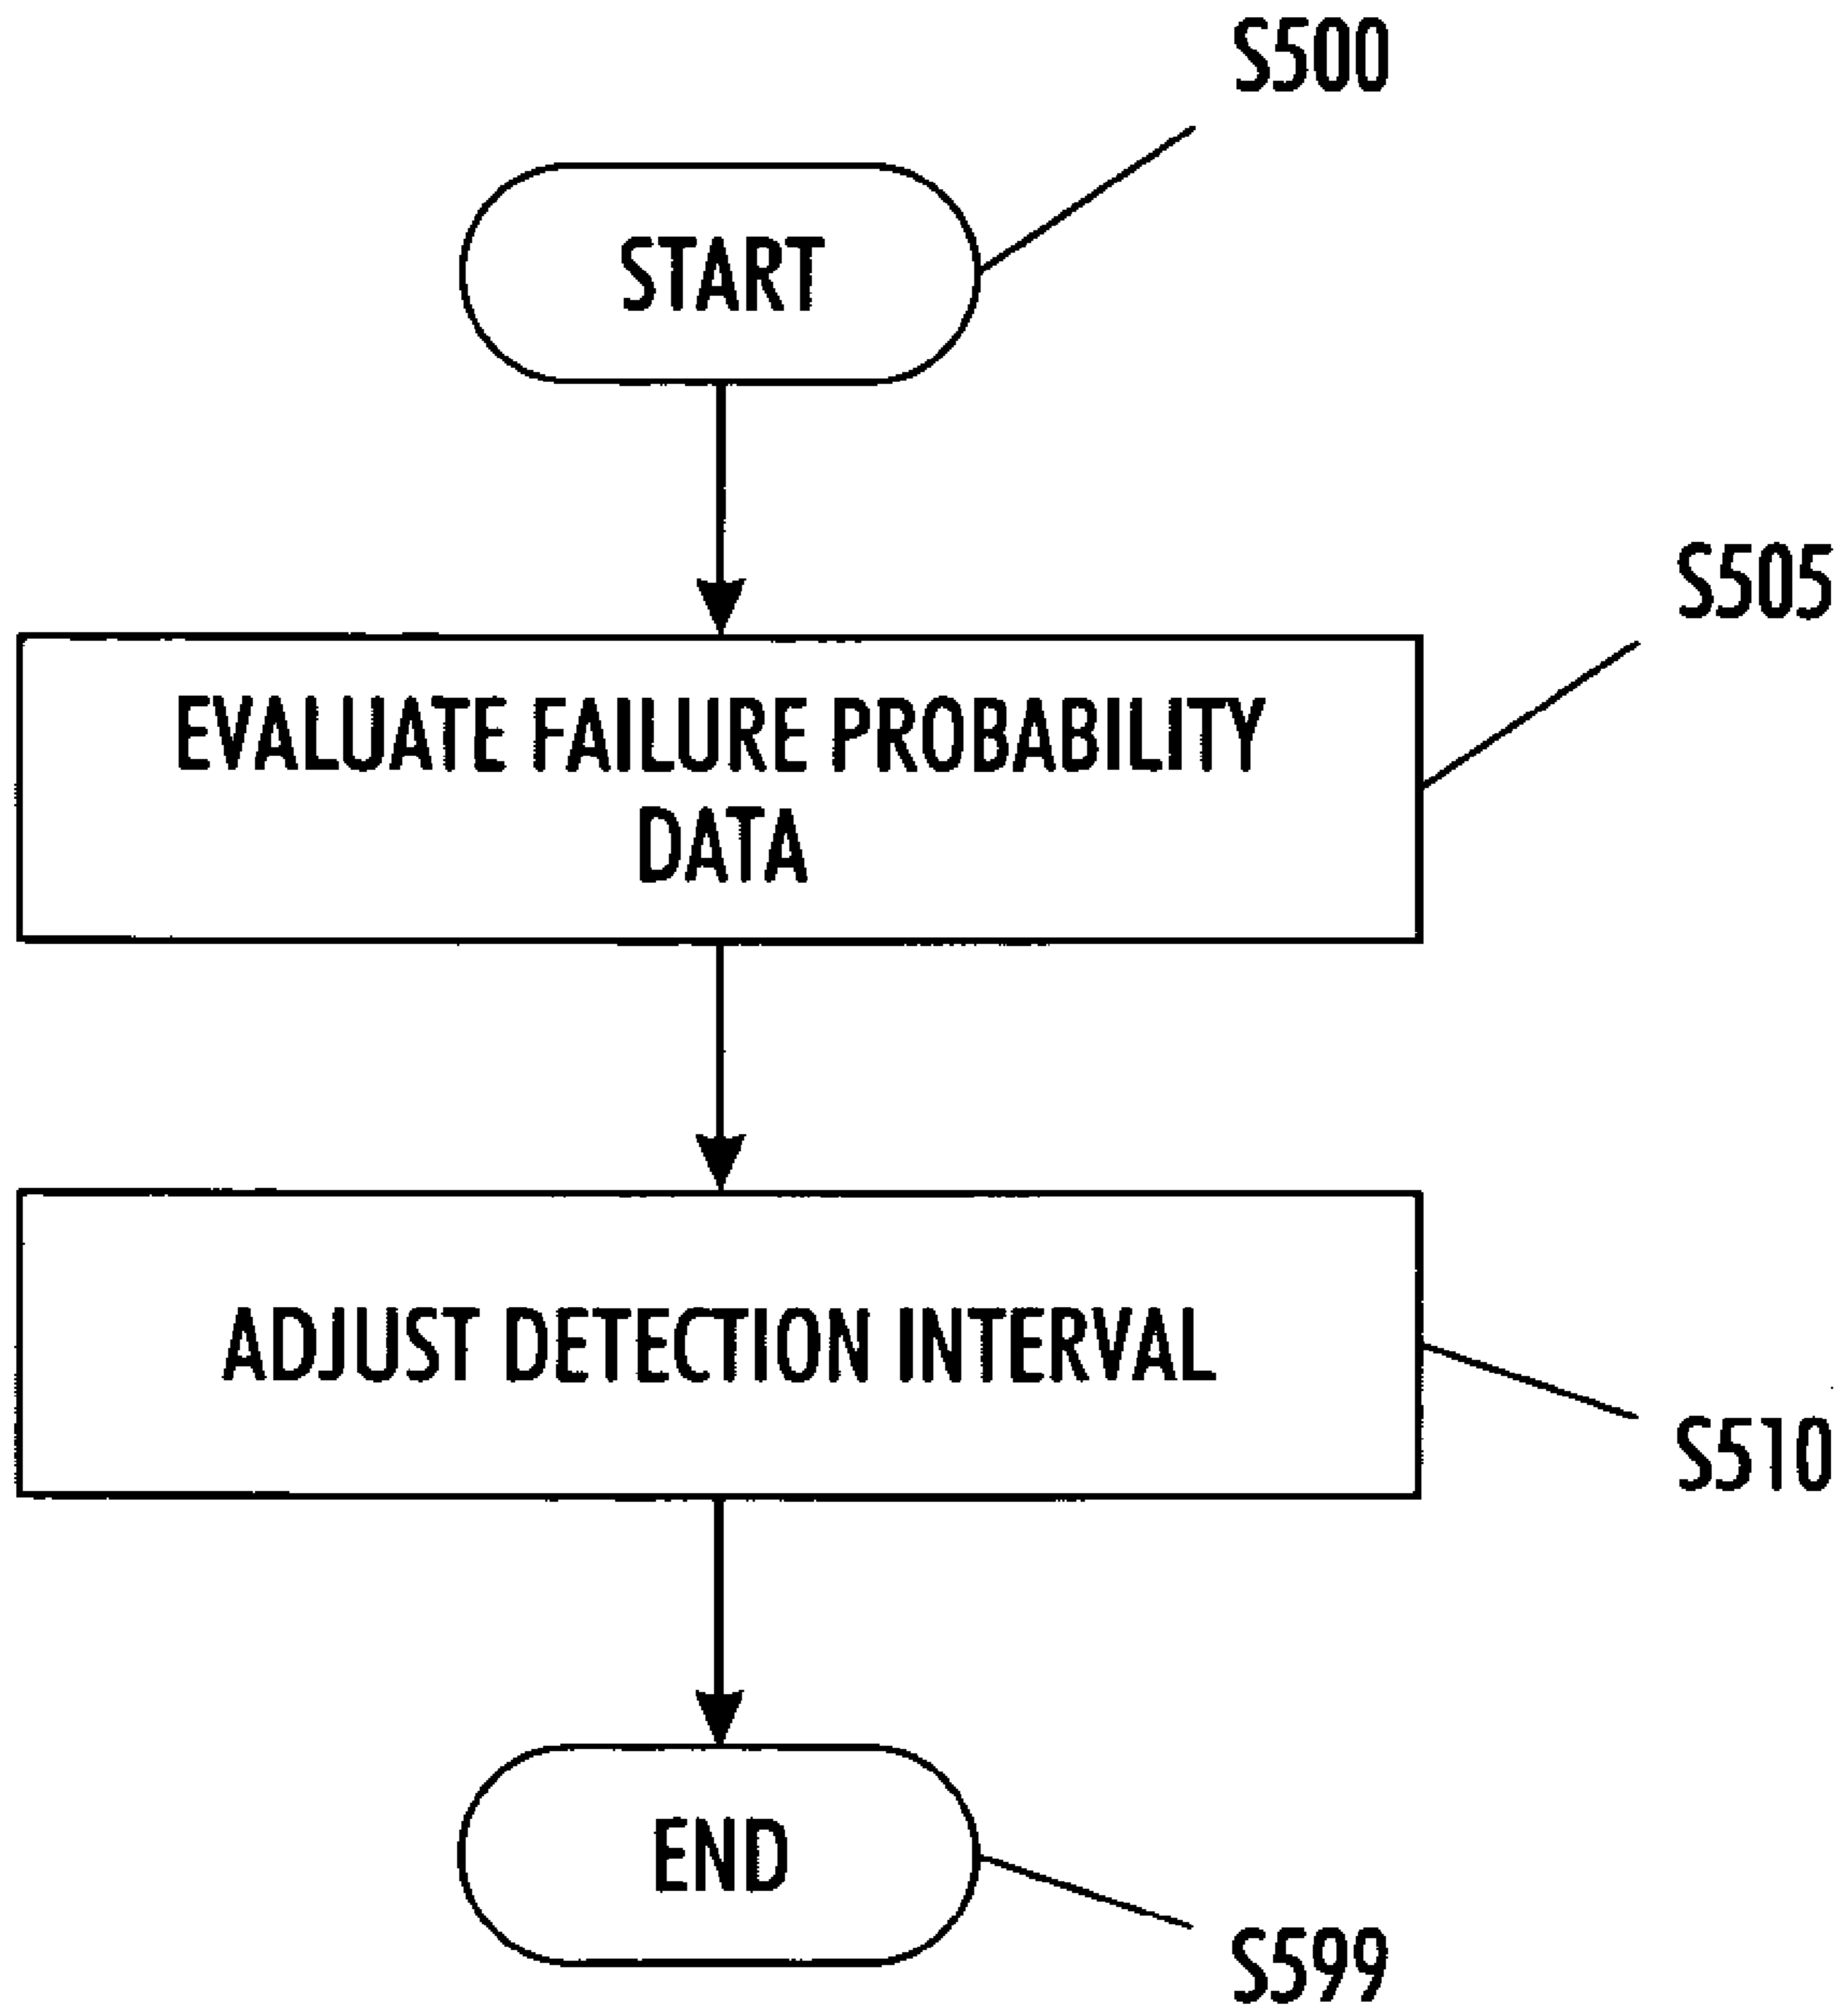 S500
START
S505
EVALUATE FAILURE PROBABILITY
DATA
ADJUST DETECTION INTERVAL
S510
END
S599